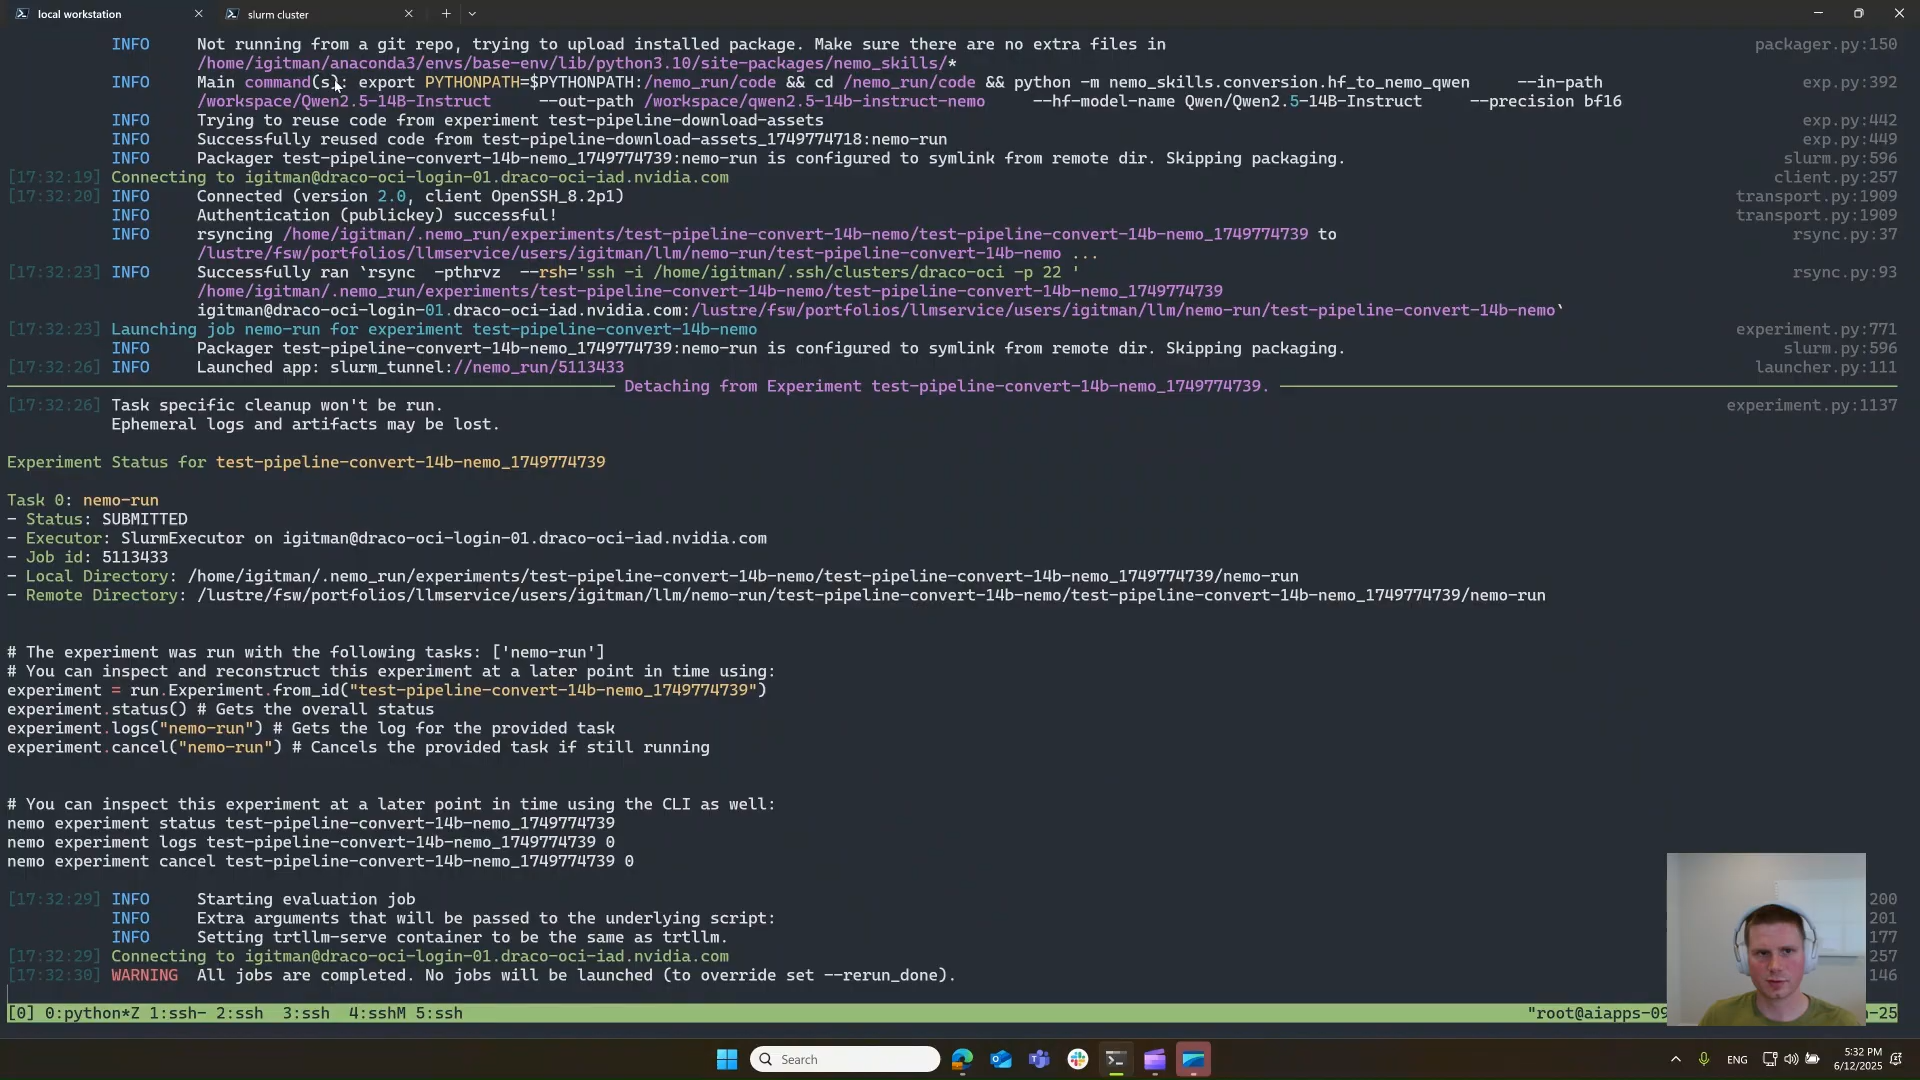 local workstation
slurm cluster
INFO Not running from a git repo, trying to upload installed package. Make sure there are no extra files in packager.py:150
/home/igitman/anaconda3/envs/base-env/lib/python3.10/site-packages/nemo_skills/*
INFO Main command(s): export PYTHONPATH=$PYTHONPATH:/nemo_run/code && cd /nemo_run/code && python -m nemo_skills.conversion.hf_to_nemo_qwen --in-path exp.py:392
/workspace/Qwen2.5-14B-Instruct --out-path /workspace/qwen2.5-14b-instruct-nemo --hf-model-name Qwen/Qwen2.5-14B-Instruct --precision bf16
INFO Trying to reuse code from experiment test-pipeline-download-assets exp.py:442
INFO Successfully reused code from test-pipeline-download-assets_1749774718:nemo-run exp.py:449
INFO Packager test-pipeline-convert-14b-nemo_1749774739:nemo-run is configured to symlink from remote dir. Skipping packaging. slurm.py:596
[17:32:19] Connecting to igitman@draco-oci-login-01.draco-oci-iad.nvidia.com client.py:257
[17:32:20] INFO Connected (version 2.0, client OpenSSH_8.2p1) transport.py:1909
INFO Authentication (publickey) successful! transport.py:1909
INFO rsyncing /home/igitman/.nemo_run/experiments/test-pipeline-convert-14b-nemo/test-pipeline-convert-14b-nemo_1749774739 to rsync.py:37
/lustre/fsw/portfolios/llmservice/users/igitman/llm/nemo-run/test-pipeline-convert-14b-nemo ...
[17:32:23] INFO Successfully ran `rsync -pthrvz --rsh='ssh -i /home/igitman/.ssh/clusters/draco-oci -p 22 ' rsync.py:93
/home/igitman/.nemo_run/experiments/test-pipeline-convert-14b-nemo/test-pipeline-convert-14b-nemo_1749774739
igitman@draco-oci-login-01.draco-oci-iad.nvidia.com:/lustre/fsw/portfolios/llmservice/users/igitman/llm/nemo-run/test-pipeline-convert-14b-nemo`
[17:32:23] Launching job nemo-run for experiment test-pipeline-convert-14b-nemo experiment.py:771
INFO Packager test-pipeline-convert-14b-nemo_1749774739:nemo-run is configured to symlink from remote dir. Skipping packaging. slurm.py:596
[17:32:26] INFO Launched app: slurm_tunnel://nemo_run/5113433 launcher.py:111
Detaching from Experiment test-pipeline-convert-14b-nemo_1749774739.
[17:32:26] Task specific cleanup won't be run. experiment.py:1137
Ephemeral logs and artifacts may be lost.
Experiment Status for test-pipeline-convert-14b-nemo_1749774739
Task 0: nemo-run
- Status: SUBMITTED
- Executor: SlurmExecutor on igitman@draco-oci-login-01.draco-oci-iad.nvidia.com
- Job id: 5113433
- Local Directory: /home/igitman/.nemo_run/experiments/test-pipeline-convert-14b-nemo/test-pipeline-convert-14b-nemo_1749774739/nemo-run
- Remote Directory: /lustre/fsw/portfolios/llmservice/users/igitman/llm/nemo-run/test-pipeline-convert-14b-nemo/test-pipeline-convert-14b-nemo_1749774739/nemo-run
# The experiment was run with the following tasks: ['nemo-run']
# You can inspect and reconstruct this experiment at a later point in time using:
experiment = run.Experiment.from_id("test-pipeline-convert-14b-nemo_1749774739")
experiment.status() # Gets the overall status
experiment.logs("nemo-run") # Gets the log for the provided task
experiment.cancel("nemo-run") # Cancels the provided task if still running
# You can inspect this experiment at a later point in time using the CLI as well:
nemo experiment status test-pipeline-convert-14b-nemo_1749774739
nemo experiment logs test-pipeline-convert-14b-nemo_1749774739 0
nemo experiment cancel test-pipeline-convert-14b-nemo_1749774739 0
[17:32:29] INFO Starting evaluation job 200
INFO Extra arguments that will be passed to the underlying script: 201
INFO Setting trtllm-serve container to be the same as trtllm. 177
[17:32:29] Connecting to igitman@draco-oci-login-01.draco-oci-iad.nvidia.com 257
[17:32:30] WARNING All jobs are completed. No jobs will be launched (to override set --rerun_done). 146
[0] 0:python*Z 1:ssh- 2:ssh 3:ssh 4:sshM 5:ssh "root@aiapps-09 -25
Search
ENG
5:32 PM
6/12/2025